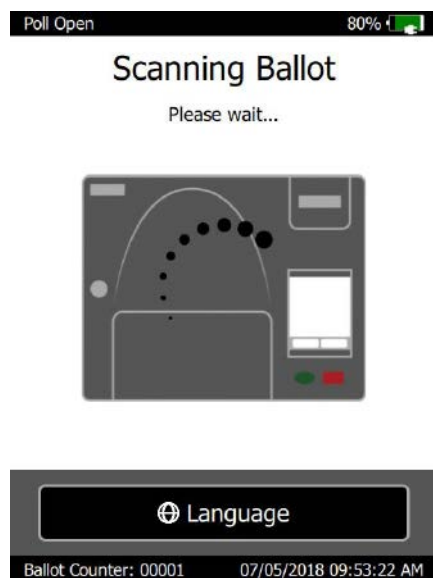 Poll Open 80%
Scanning Ballot
Please wait...
Language
Ballot Counter: 00001 07/05/2018 09:53:22 AM